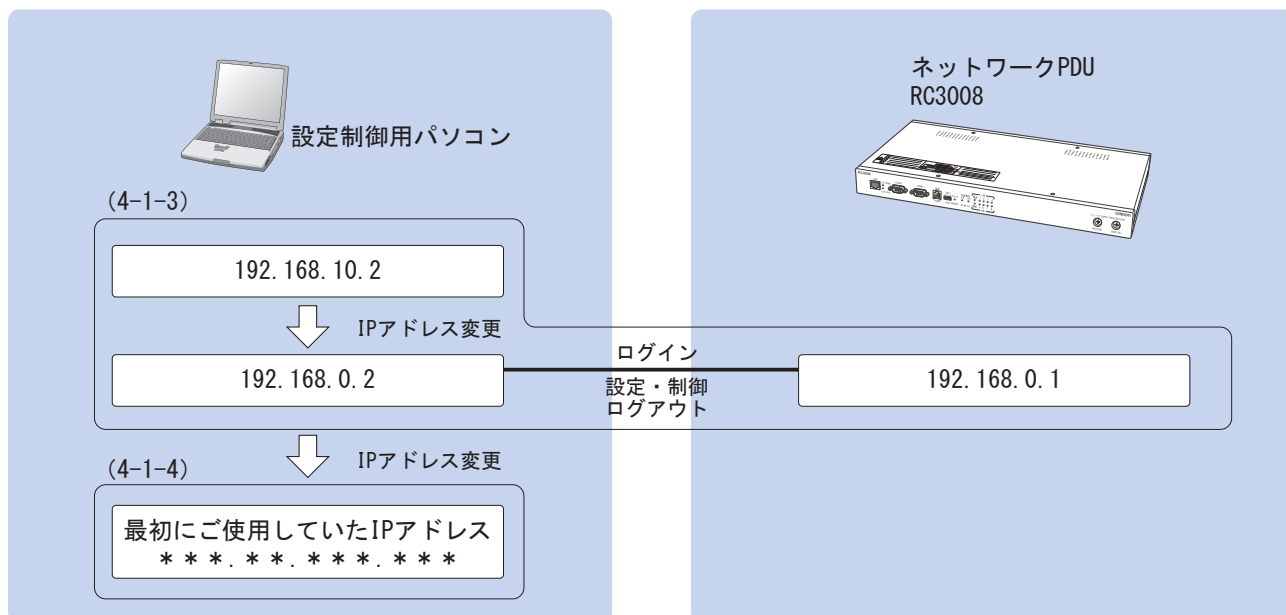 設定制御用パソコン
ネットワークPDU
RC3008
omron
(4-1-3)
192.168.10.2
IPアドレス変更
192.168.0.2
ログイン
設定・制御
ログアウト
192.168.0.1
IPアドレス変更
(4-1-4)
最初にご使用していたIPアドレス
***.**.***.***